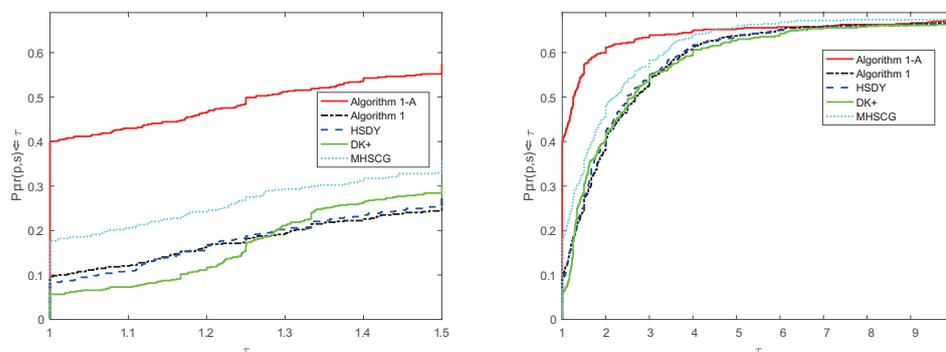 0.6
0.5
0.4
0.3
0.2
0.1
0
Algorithm 1-A
Algorithm 1
HSDY
DK+
MHSCG
1 1.1 1.2 1.3 1.4 1.5
τ
0.6
0.5
0.4
0.3
0.2
0.1
0
Algorithm 1-A
Algorithm 1
HSDY
DK+
MHSCG
1 2 3 4 5 6 7 8 9
τ